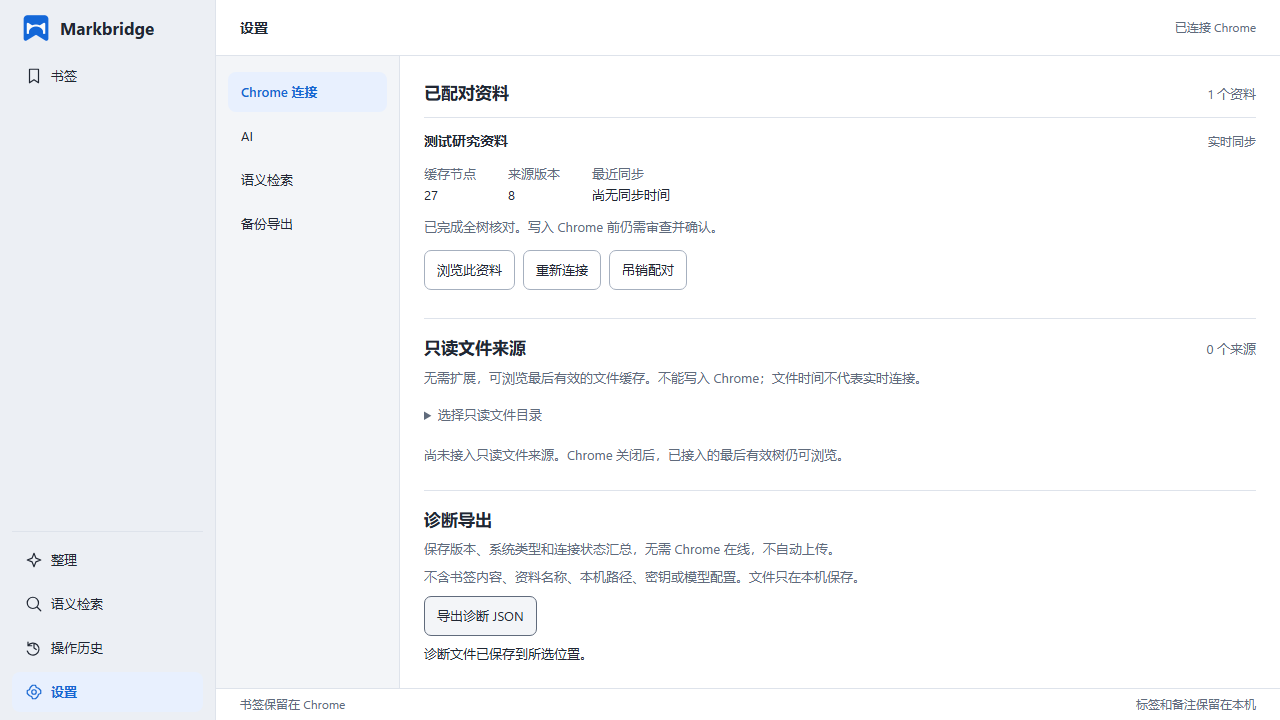 Markbridge
书签
整理
语义检索
操作历史
设置
设置
已连接 Chrome
Chrome 连接
AI
语义检索
备份导出
已配对资料
1 个资料
测试研究资料
实时同步
缓存节点 来源版本 最近同步
27 8 尚无同步时间
已完成全树核对。写入 Chrome 前仍需审查并确认。
浏览此资料 重新连接 吊销配对
只读文件来源
0 个来源
无需扩展，可浏览最后有效的文件缓存。不能写入 Chrome；文件时间不代表实时连接。
选择只读文件目录
尚未接入只读文件来源。Chrome 关闭后，已接入的最后有效树仍可浏览。
诊断导出
保存版本、系统类型和连接状态汇总，无需 Chrome 在线，不自动上传。
不含书签内容、资料名称、本机路径、密钥或模型配置。文件只在本机保存。
导出诊断 JSON
诊断文件已保存到所选位置。
书签保留在 Chrome
标签和备注保留在本机